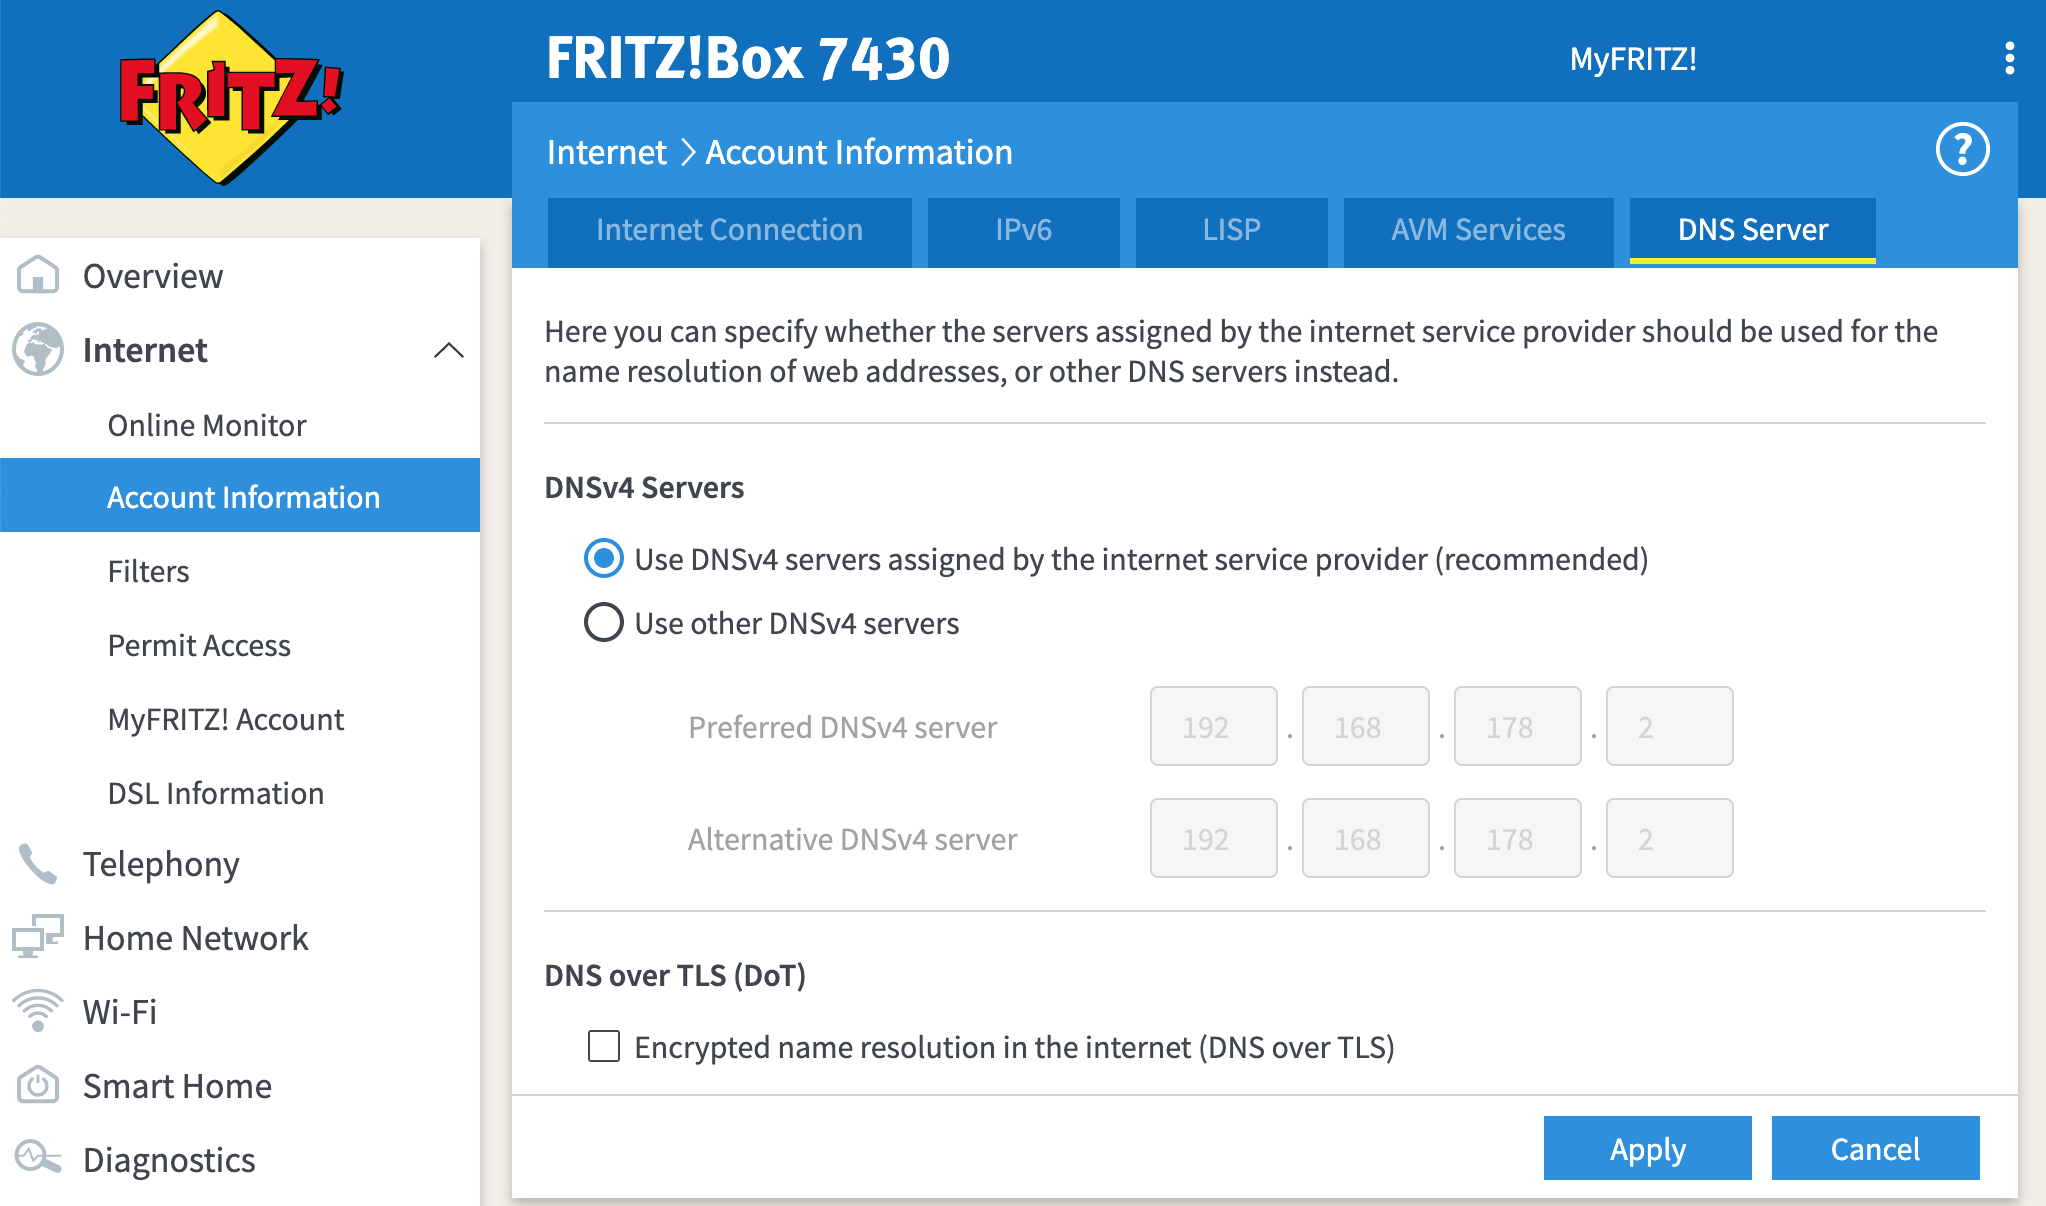 FRITZ!
FRITZ!Box 7430
MyFRITZ!
Internet > Account Information
?
Internet Connection
IPv6
LISP
AVM Services
DNS Server
Overview
Internet
Online Monitor
Account Information
Filters
Permit Access
MyFRITZ! Account
DSL Information
Telephony
Home Network
Wi-Fi
Smart Home
Diagnostics
Here you can specify whether the servers assigned by the internet service provider should be used for the
name resolution of web addresses, or other DNS servers instead.
DNSv4 Servers
Use DNSv4 servers assigned by the internet service provider (recommended)
Use other DNSv4 servers
Preferred DNSv4 server 192 . 168 . 178 . 2
Alternative DNSv4 server 192 . 168 . 178 . 2
DNS over TLS (DoT)
Encrypted name resolution in the internet (DNS over TLS)
Apply
Cancel